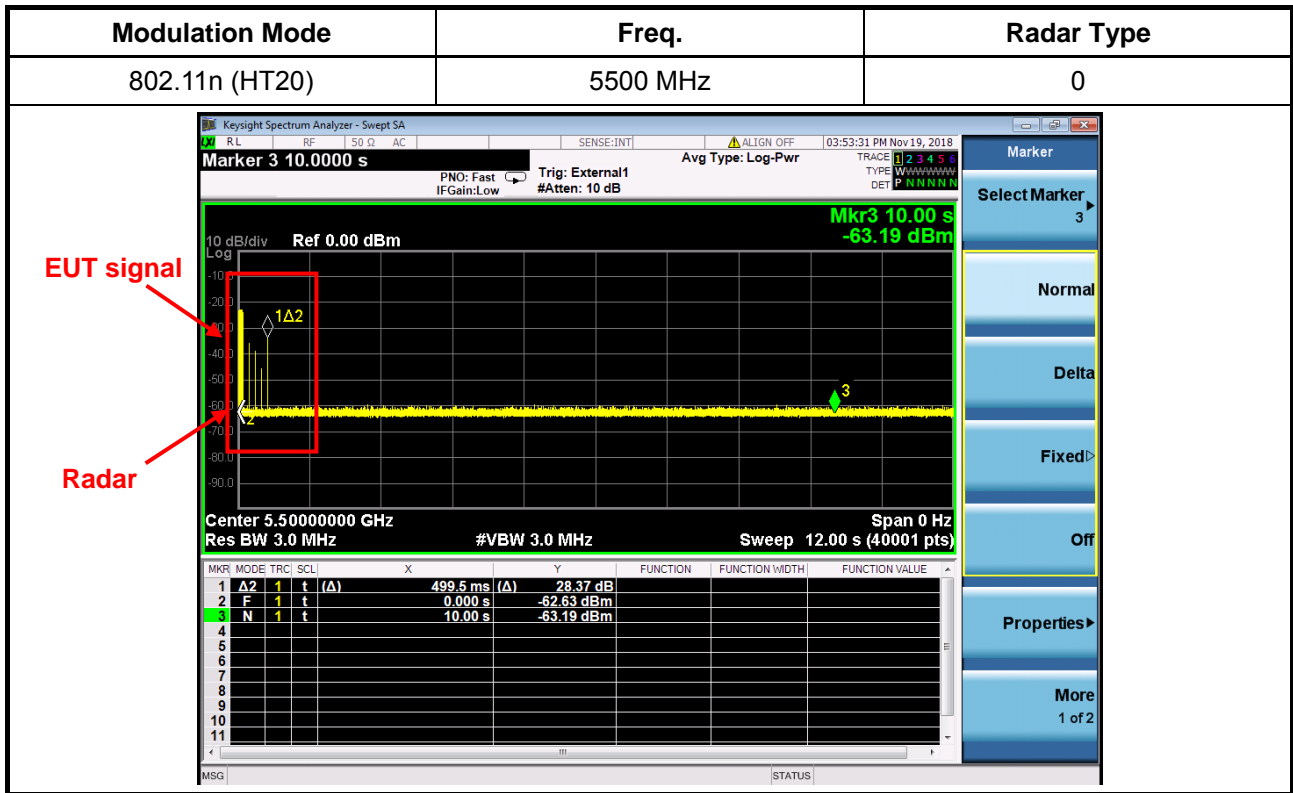 Modulation Mode Freq. Radar Type
802.11n (HT20) 5500 MHz 0
Keysight Spectrum Analyzer - Swept SA
LXI RL RF 50 Ω AC SENSE:INT ALIGN OFF 03:53:31 PM Nov 19, 2018
Marker 3 10.0000 s
Avg Type: Log-Pwr
TRACE 1 2 3 4 5 6
PNO: Fast Trig: External1
TYPE WWWWWW
IFGain:Low #Atten: 10 dB
DET P N N N N N
Marker
Select Marker
3
Mkr3 10.00 s
-63.19 dBm
10 dB/div Ref 0.00 dBm
Log
EUT signal
Radar
-10.0
-20.0
-30.0
-40.0
-50.0
-60.0
-70.0
-80.0
-90.0
1Δ2
2
3
Normal
Delta
Fixed
Off
Center 5.50000000 GHz Span 0 Hz
Res BW 3.0 MHz #VBW 3.0 MHz Sweep 12.00 s (40001 pts)
MKR MODE TRC SCL X Y FUNCTION FUNCTION WIDTH FUNCTION VALUE
1 Δ2 1 t (Δ) 499.5 ms (Δ) 28.37 dB
2 F 1 t 0.000 s -62.63 dBm
3 N 1 t 10.00 s -63.19 dBm
4
5
6
7
8
9
10
11
Properties
More
1 of 2
MSG STATUS